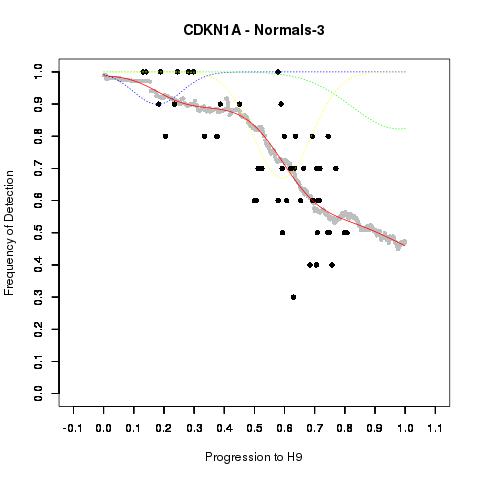 CDKN1A - Normals-3
Frequency of Detection
1.0
0.9
0.8
0.7
0.6
0.5
0.4
0.3
0.2
0.1
0.0
-0.1 0.0 0.1 0.2 0.3 0.4 0.5 0.6 0.7 0.8 0.9 1.0 1.1
Progression to H9